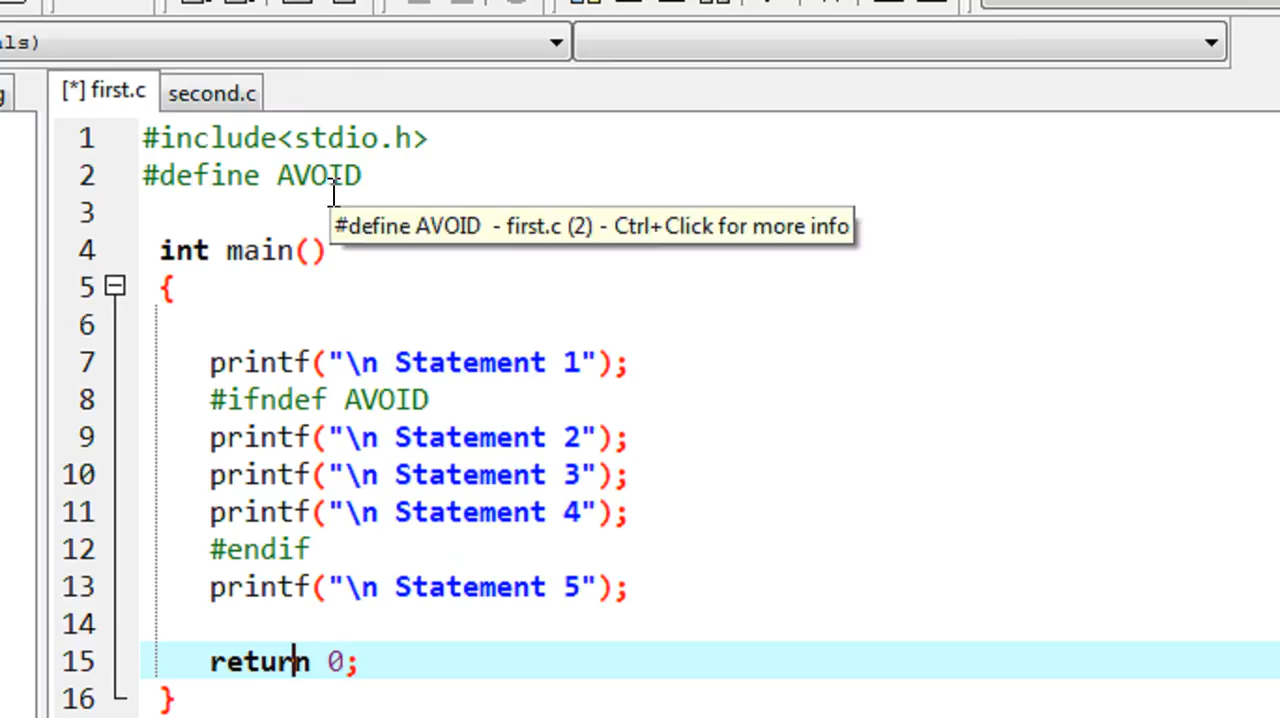 als)
[*] first.c
second.c
1 #include<stdio.h>
2 #define AVOID
3
#define AVOID  - first.c (2) - Ctrl+Click for more info
4 int main()
5 {
6
7 printf("\n Statement 1");
8 #ifndef AVOID
9 printf("\n Statement 2");
10 printf("\n Statement 3");
11 printf("\n Statement 4");
12 #endif
13 printf("\n Statement 5");
14
15 return 0;
16 }